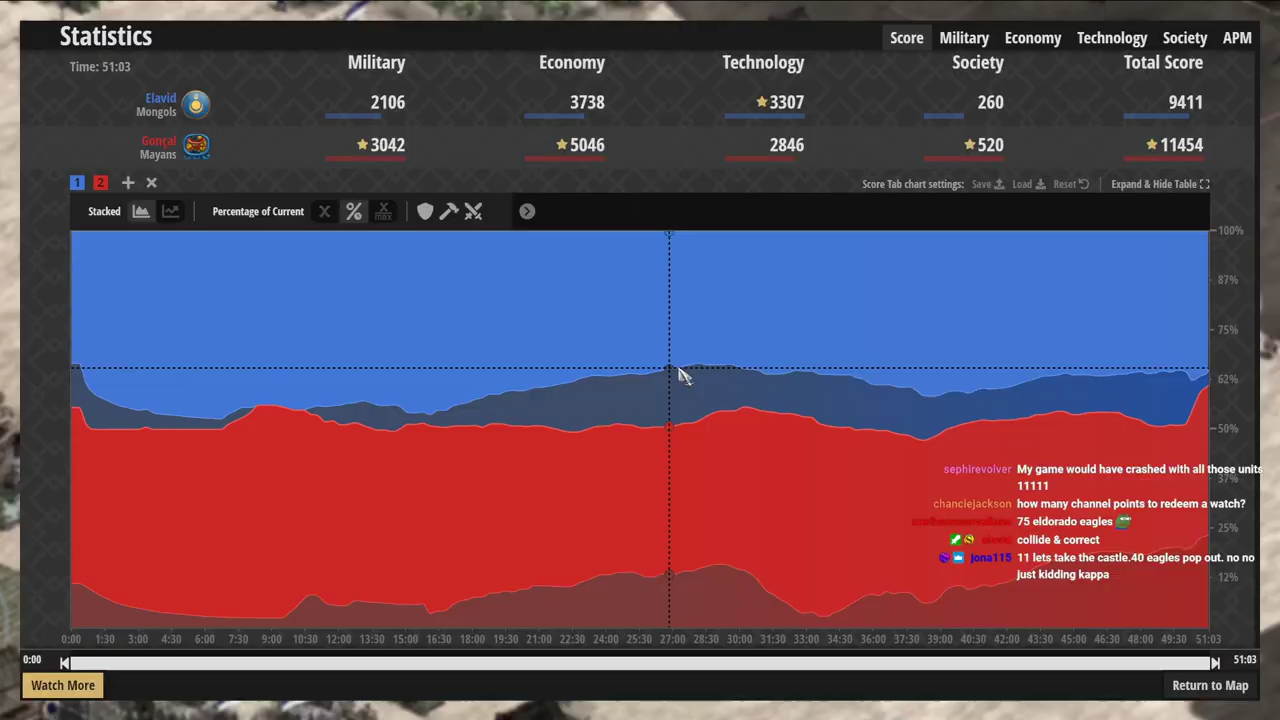 Statistics
Score Military Economy Technology Society APM
Time: 51:03
Military Economy Technology Society Total Score
Elavid
Mongols
2106 3738 3307 260 9411
Gonçal
Mayans
3042 5046 2846 520 11454
1 2
Score Tab chart settings: Save Load Reset Expand & Hide Table
Stacked Percentage of Current X % X max
100%
87%
75%
62%
50%
sephirevolver My game would have crashed with all those units
37%
11111
chanclejackson how many channel points to redeem a watch?
75 eldorado eagles
25%
collide & correct
jona115 11 lets take the castle.40 eagles pop out. no no
just kidding kappa
12%
0:00 1:30 3:00 4:30 6:00 7:30 9:00 10:30 12:00 13:30 15:00 16:30 18:00 19:30 21:00 22:30 24:00 25:30 27:00 28:30 30:00 31:30 33:00 34:30 36:00 37:30 39:00 40:30 42:00 43:30 45:00 46:30 48:00 49:30 51:03
0:00 51:03
Watch More
Return to Map